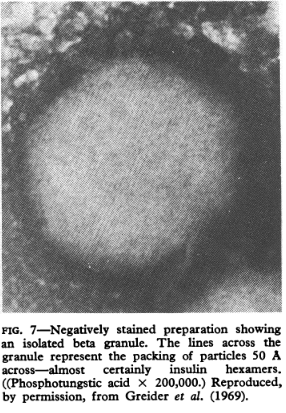 FIG. 7—Negatively stained preparation showing
an isolated beta granule. The lines across the
granule represent the packing of particles 50 A
across—almost certainly insulin hexamers.
((Phosphotungstic acid × 200,000.) Reproduced,
by permission, from Greider et al. (1969).